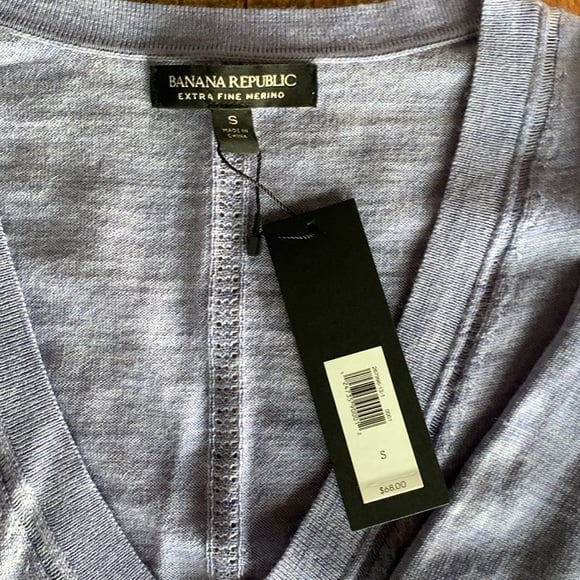 BANANA REPUBLIC
EXTRA FINE MERINO
S
MADE IN
CHINA
S
$68.00